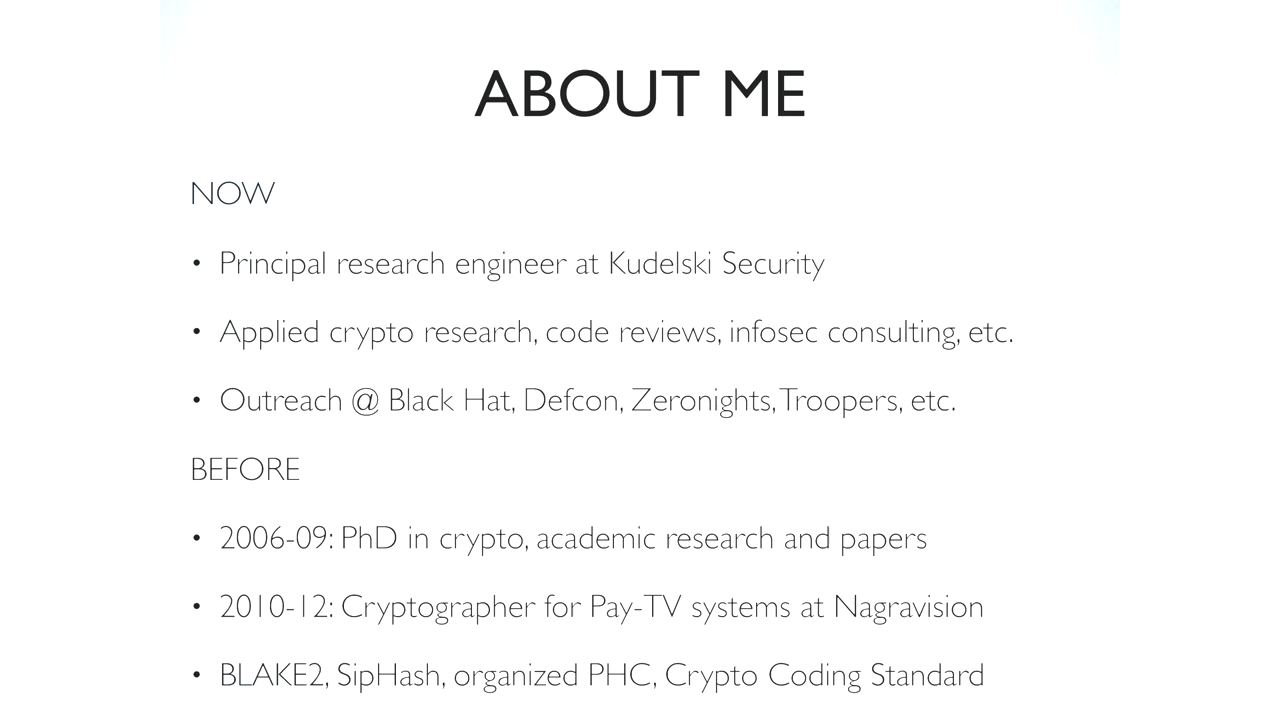 ABOUT ME
NOW
• Principal research engineer at Kudelski Security
• Applied crypto research, code reviews, infosec consulting, etc.
• Outreach @ Black Hat, Defcon, Zeronights, Troopers, etc.
BEFORE
• 2006-09: PhD in crypto, academic research and papers
• 2010-12: Cryptographer for Pay-TV systems at Nagravision
• BLAKE2, SipHash, organized PHC, Crypto Coding Standard